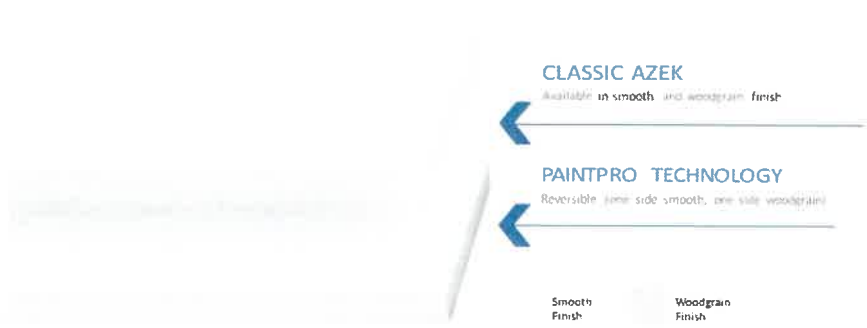 CLASSIC AZEK
Available in smooth and woodgrain finish
PAINTPRO TECHNOLOGY
Reversible (one side smooth, one side woodgrain)
Smooth Woodgrain
Finish Finish